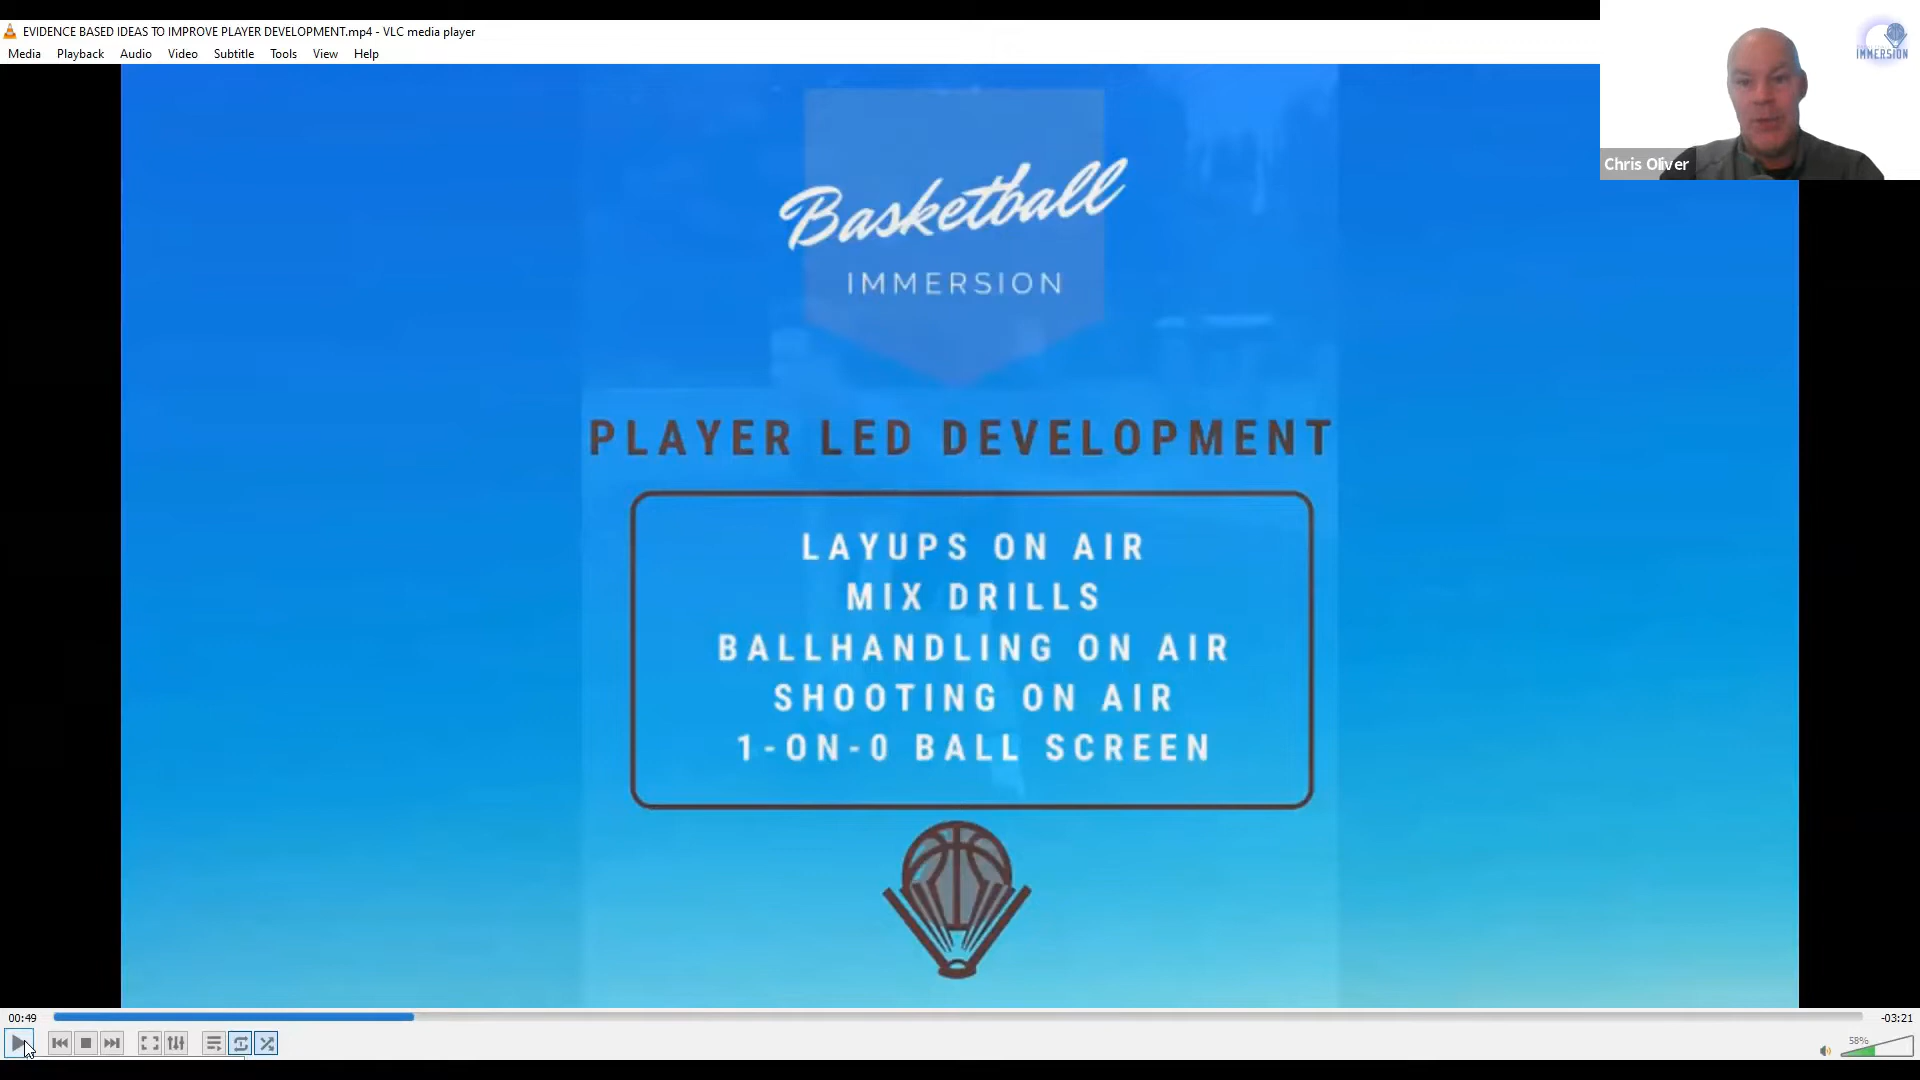 EVIDENCE BASED IDEAS TO IMPROVE PLAYER DEVELOPMENT.mp4 - VLC media player
Media Playback Audio Video Subtitle Tools View Help
IMMERSION
Chris Oliver
Basketball
IMMERSION
PLAYER LED DEVELOPMENT
LAYUPS ON AIR
MIX DRILLS
BALLHANDLING ON AIR
SHOOTING ON AIR
1-ON-0 BALL SCREEN
00:49
-03:21
58%